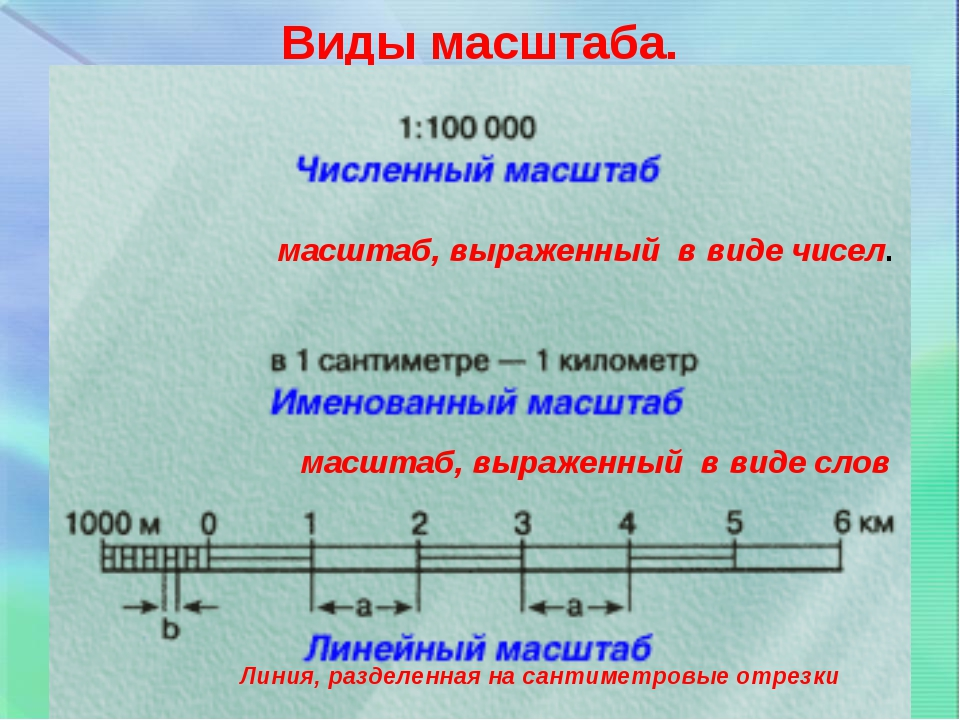 Виды масштаба.
1:100 000
Численный масштаб
масштаб, выраженный в виде чисел.
в 1 сантиметре — 1 километр
Именованный масштаб
масштаб, выраженный в виде слов
1000 м 0 1 2 3 4 5 6 км
b a a
Линейный масштаб
Линия, разделенная на сантиметровые отрезки